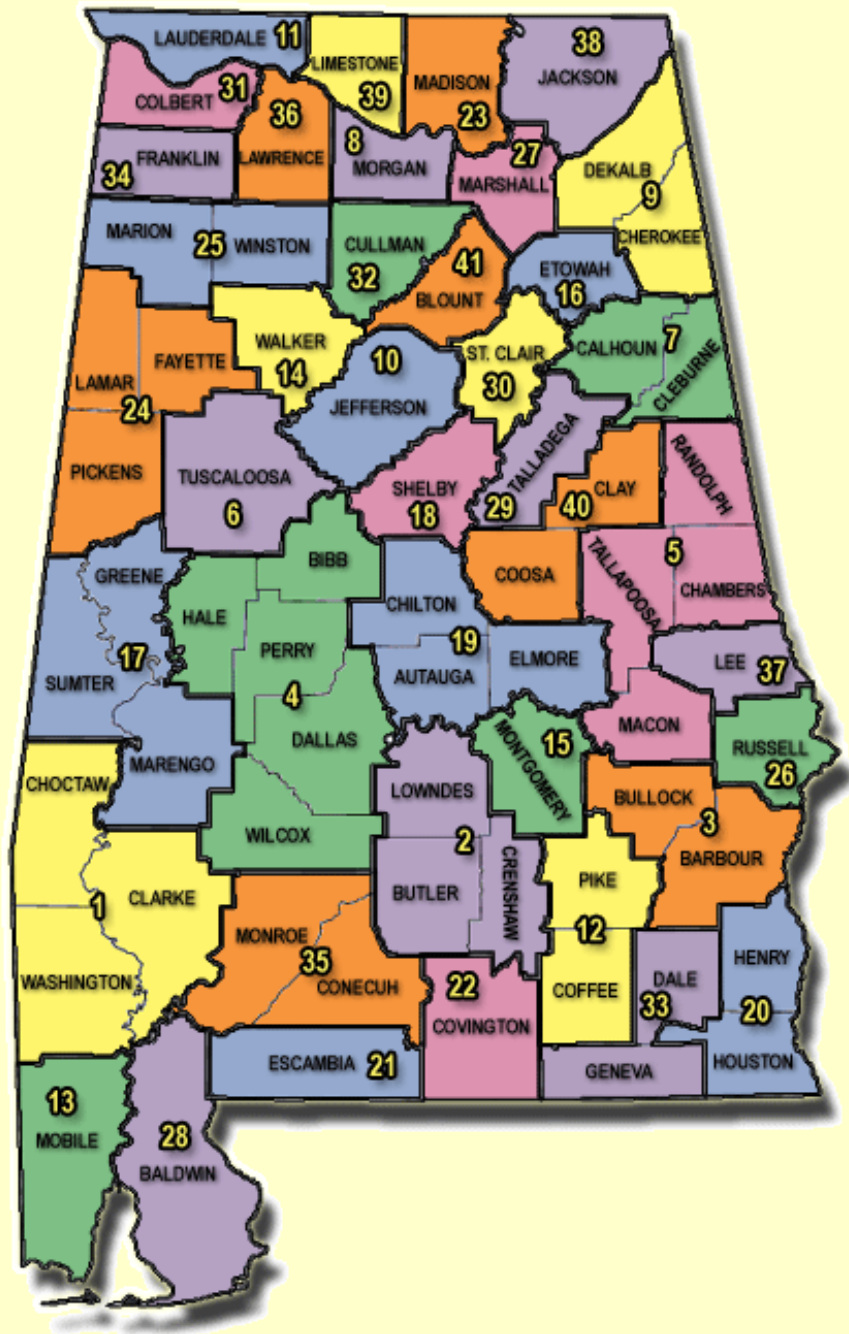 LAUDERDALE 11
LIMESTONE
39
MADISON
23
38
JACKSON
COLBERT 31
36
LAWRENCE
FRANKLIN
34
8
MORGAN
27
MARSHALL
DEKALB
9
CHEROKEE
MARION
25
WINSTON
CULLMAN
32
41
BLOUNT
ETOWAH
16
WALKER
14
10
JEFFERSON
ST. CLAIR
30
CALHOUN 7
CLEBURNE
FAYETTE
LAMAR
24
PICKENS
TUSCALOOSA
6
SHELBY
18
TALLADEGA
29
CLAY
40
RANDOLPH
5
TALLAPOOSA
CHAMBERS
COOSA
BIBB
GREENE
HALE
CHILTON
PERRY
19
AUTAUGA
ELMORE
LEE 37
17
SUMTER
4
DALLAS
MACON
MONTGOMERY
15
RUSSELL
26
MARENGO
CHOCTAW
LOWNDES
BULLOCK
3
BARBOUR
WILCOX
2
BUTLER
CRENSHAW
PIKE
12
COFFEE
CLARKE
1
WASHINGTON
MONROE
35
CONECUH
22
COVINGTON
DALE
33
HENRY
20
HOUSTON
GENEVA
ESCAMBIA 21
13
MOBILE
28
BALDWIN